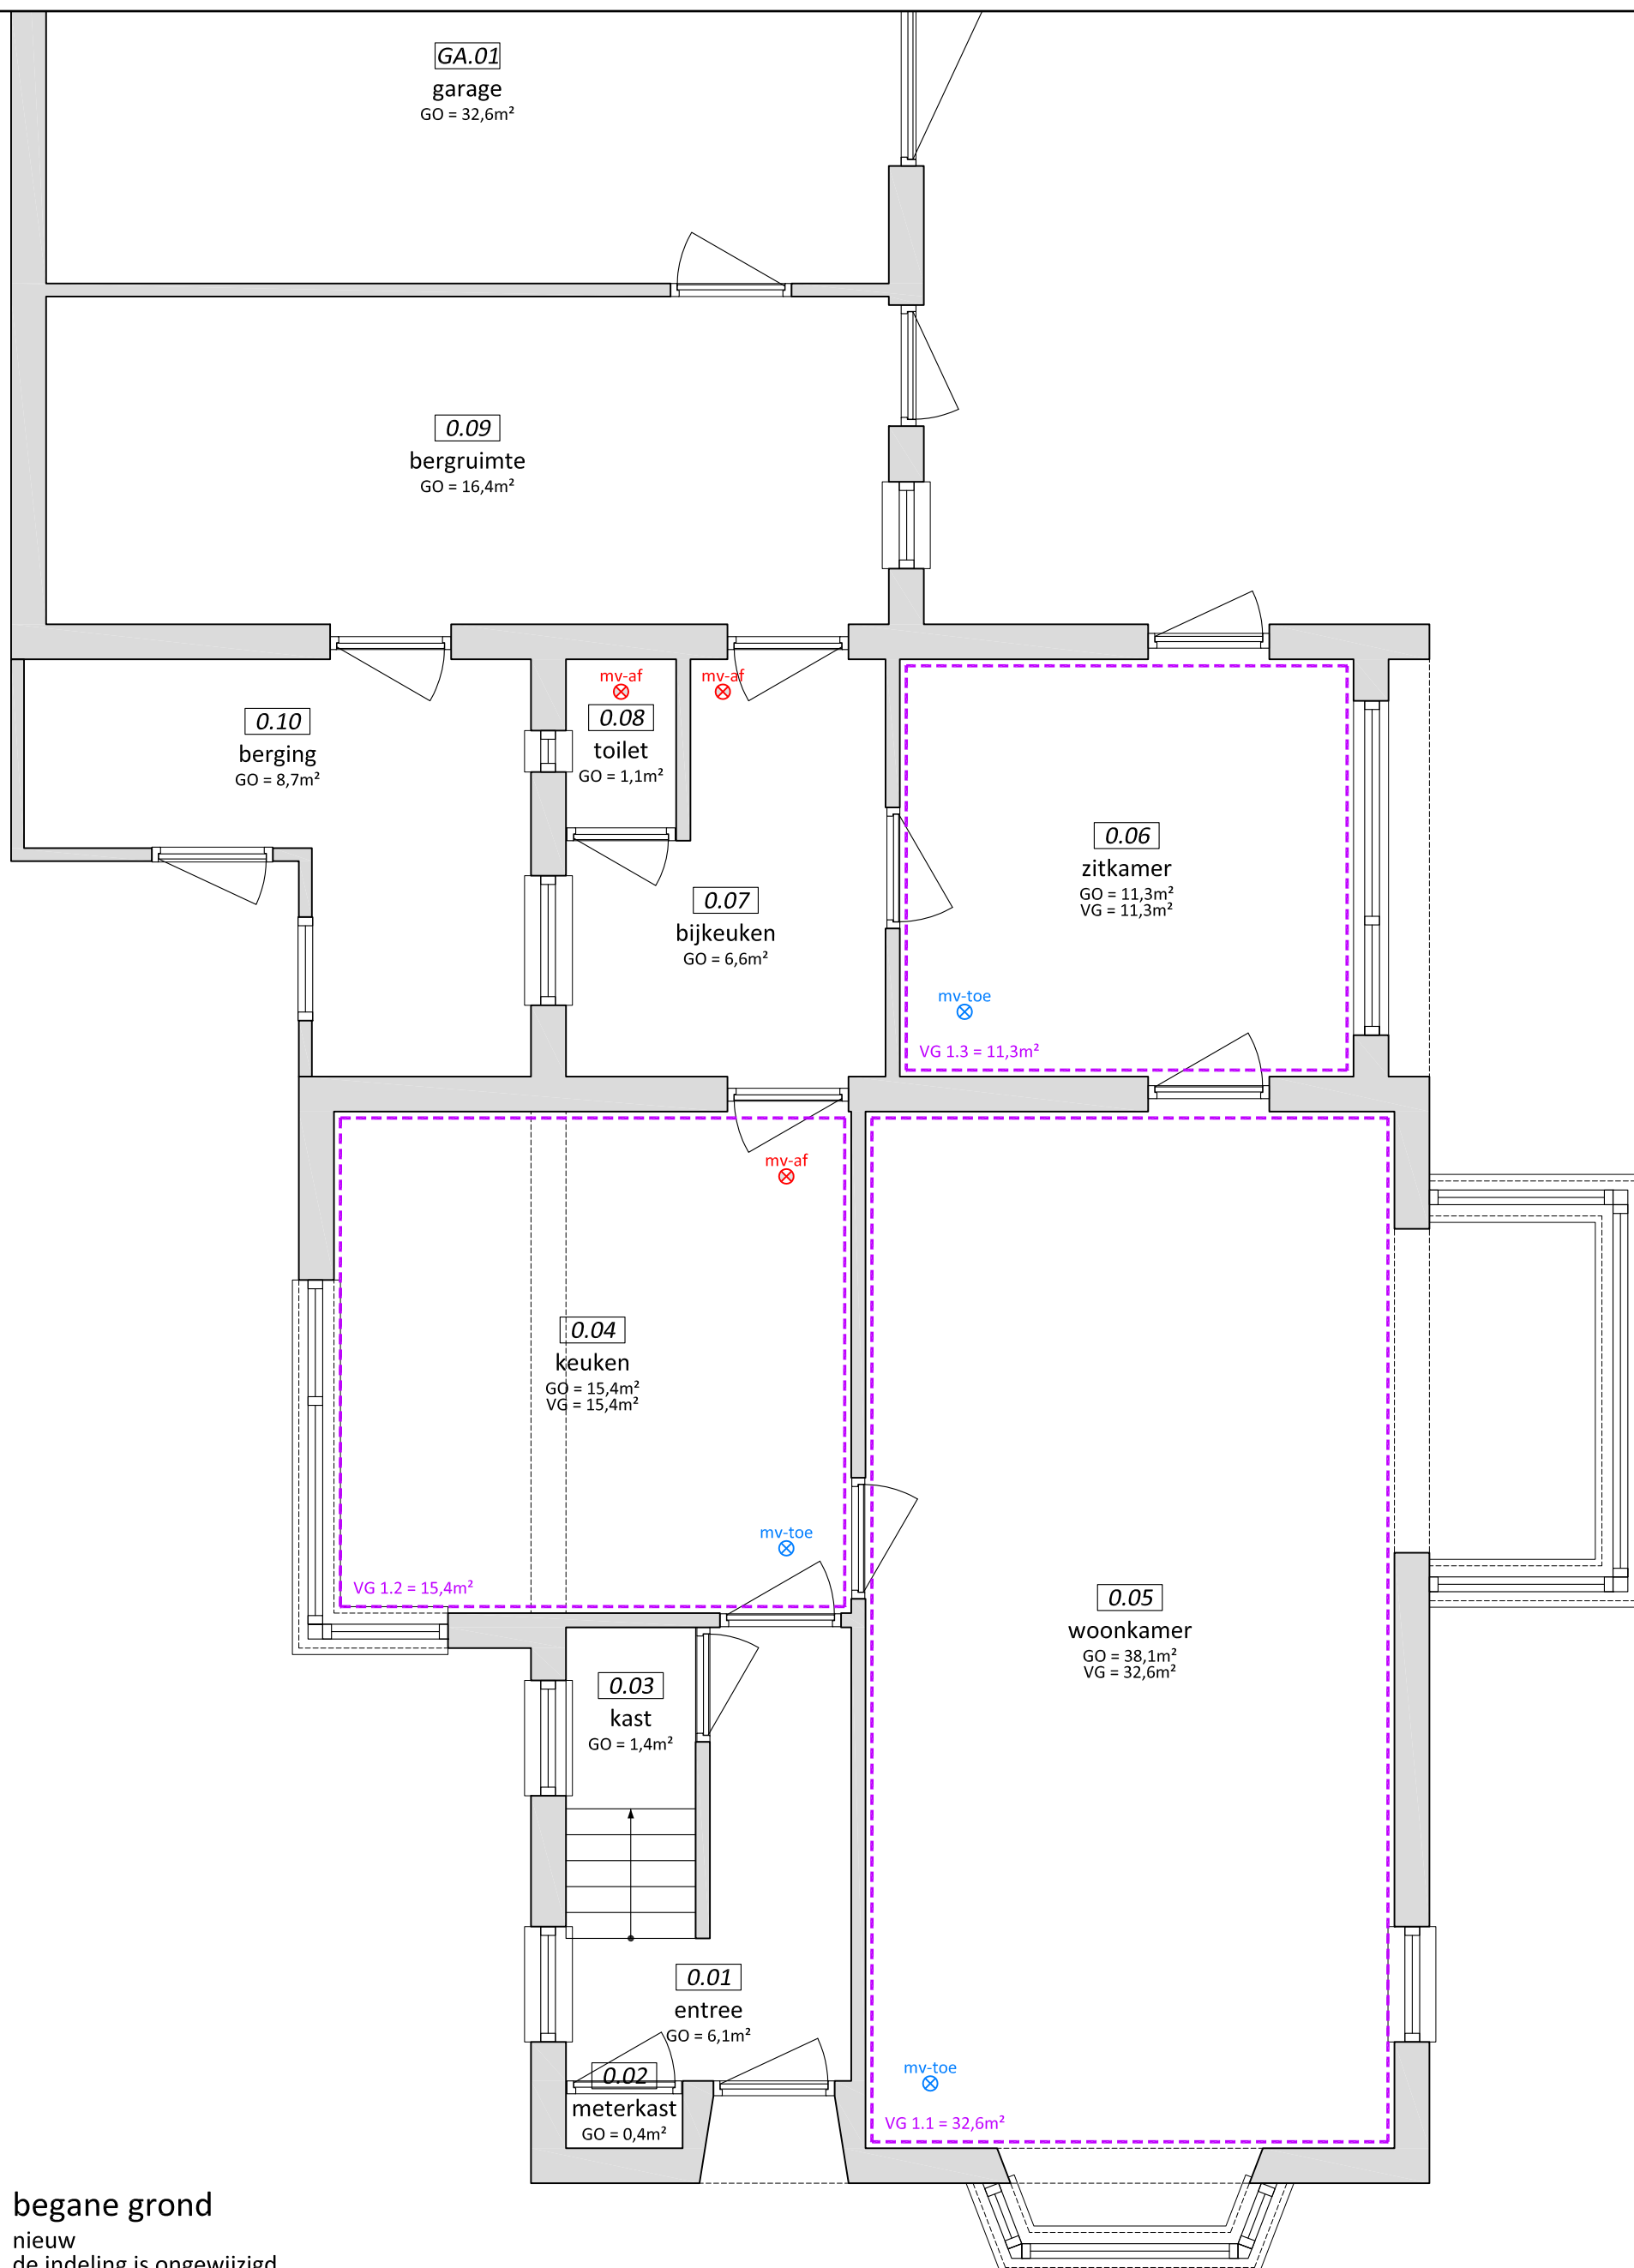 GA.01
garage
GO = 32,6m²
0.09
bergruimte
GO = 16,4m²
mv-af
mv-af
0.08
toilet
GO = 1,1m²
0.10
berging
GO = 8,7m²
0.07
bijkeuken
GO = 6,6m²
0.06
zitkamer
GO = 11,3m²
VG = 11,3m²
mv-toe
VG 1.3 = 11,3m²
mv-af
0.04
keuken
GO = 15,4m²
VG = 15,4m²
mv-toe
VG 1.2 = 15,4m²
0.05
woonkamer
GO = 38,1m²
VG = 32,6m²
0.03
kast
GO = 1,4m²
0.01
entree
GO = 6,1m²
0.02
meterkast
GO = 0,4m²
mv-toe
VG 1.1 = 32,6m²
begane grond
nieuw
de indeling is ongewijzigd